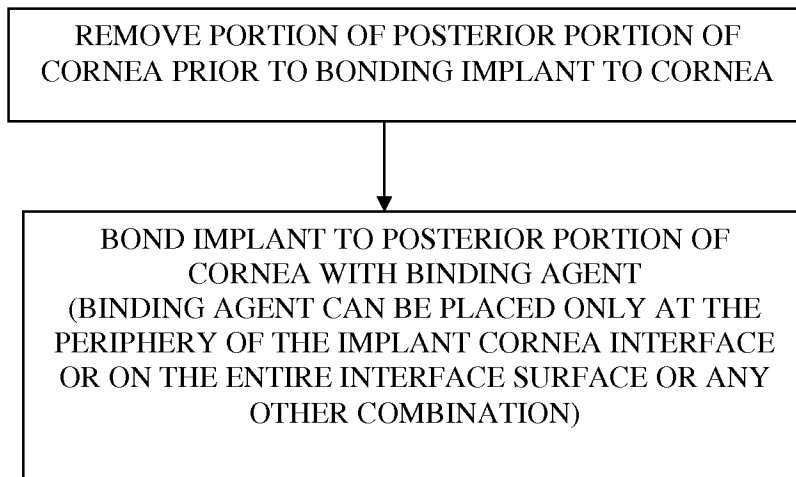 REMOVE PORTION OF POSTERIOR PORTION OF
CORNEA PRIOR TO BONDING IMPLANT TO CORNEA
BOND IMPLANT TO POSTERIOR PORTION OF
CORNEA WITH BINDING AGENT
(BINDING AGENT CAN BE PLACED ONLY AT THE
PERIPHERY OF THE IMPLANT CORNEA INTERFACE
OR ON THE ENTIRE INTERFACE SURFACE OR ANY
OTHER COMBINATION)